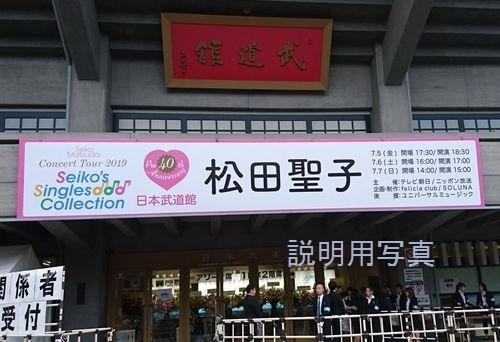 武道館
Seiko Matsuda
Concert Tour 2019
Seiko's
Singles
Collection
Pre 40th
Anniversary
日本武道館
松田聖子
7.5 (金) 開場 17:30/ 開演 18:30
7.6 (土) 開場 16:00/ 開演 17:00
7.7 (日) 開場 14:00/ 開演 15:00
主 催:テレビ朝日/ニッポン放送
企画・制作:felicia club/ SOLUNA
後 援:ユニバーサルミュージック
説明用写真
日本武道館
関係者
受付